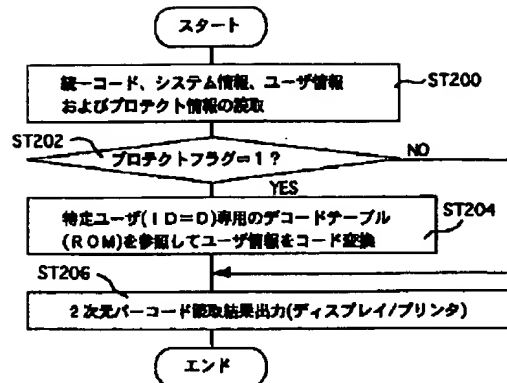 スタート
統一コード、システム情報、ユーザ情報
およびプロテクト情報の読取
ST200
ST202
プロテクトフラグ=1?
NO
YES
特定ユーザ(ID=D)専用のデコードテーブル
(ROM)を参照してユーザ情報をコード変換
ST204
ST206
2次元バーコード読取結果出力(ディスプレイ/プリンタ)
エンド